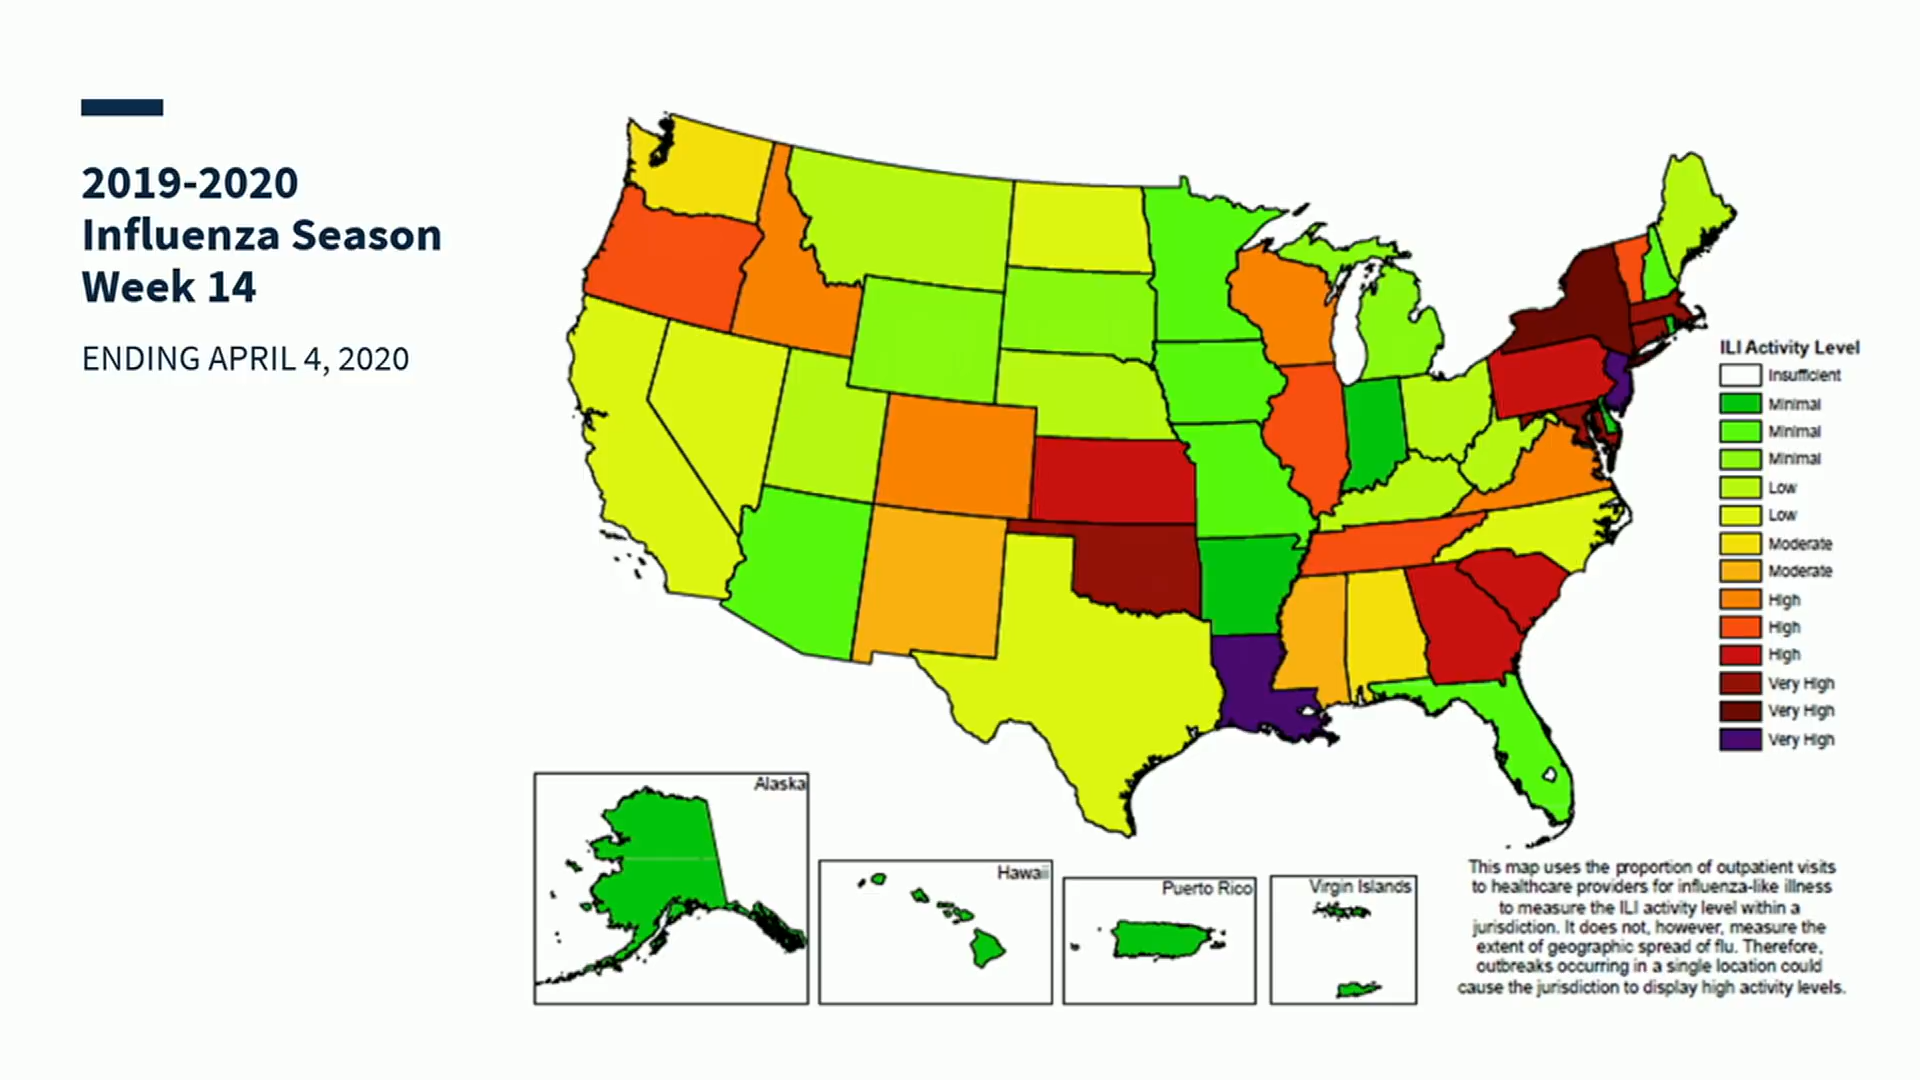 2019-2020
Influenza Season
Week 14
ENDING APRIL 4, 2020
ILI Activity Level
Insufficient
Minimal
Minimal
Minimal
Low
Low
Moderate
Moderate
High
High
High
Very High
Very High
Very High
Alaska
Hawaii
Puerto Rico
Virgin Islands
This map uses the proportion of outpatient visits
to healthcare providers for influenza-like illness
to measure the ILI activity level within a
jurisdiction. It does not, however, measure the
extent of geographic spread of flu. Therefore,
outbreaks occurring in a single location could
cause the jurisdiction to display high activity levels.